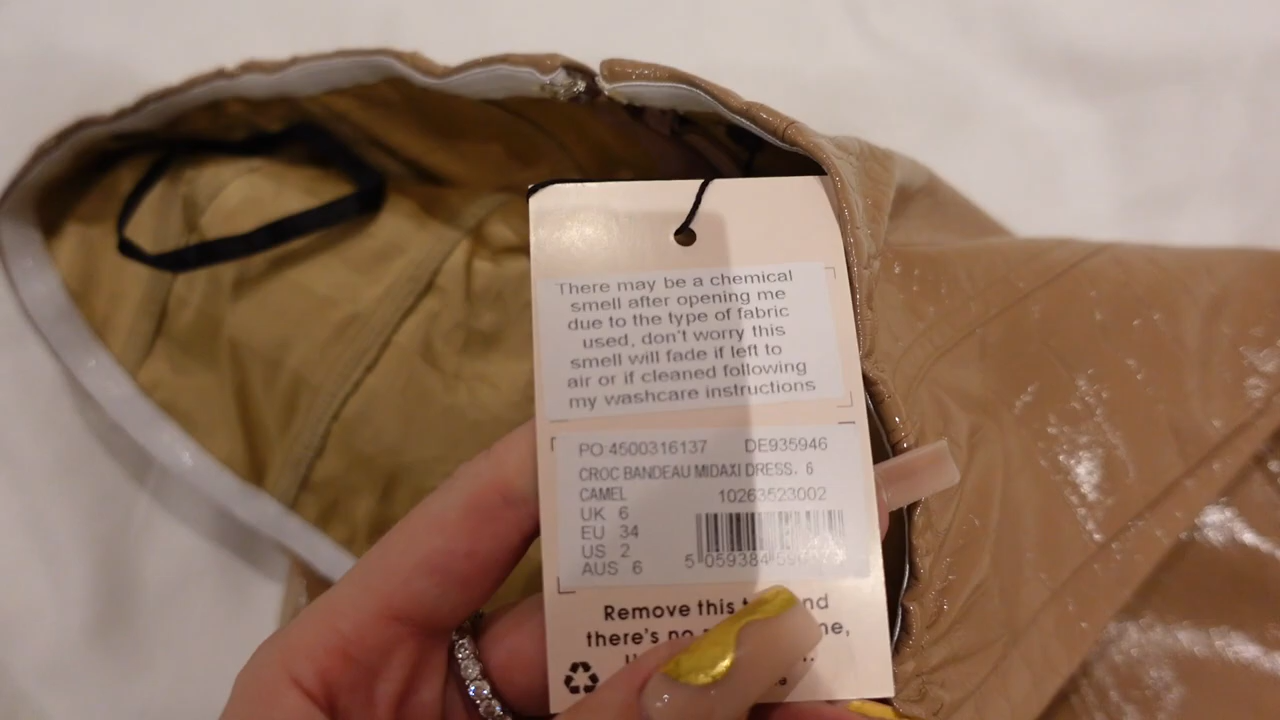 There may be a chemical
smell after opening me
due to the type of fabric
used, don't worry this
smell will fade if left to
air or if cleaned following
my washcare instructions
PO 4500316137 DE935946
CROC BANDEAU MIDAXI DRESS. 6
CAMEL 10263523002
UK 6
EU 34
US 2
AUS 6
5 059384
Remove this
there's no